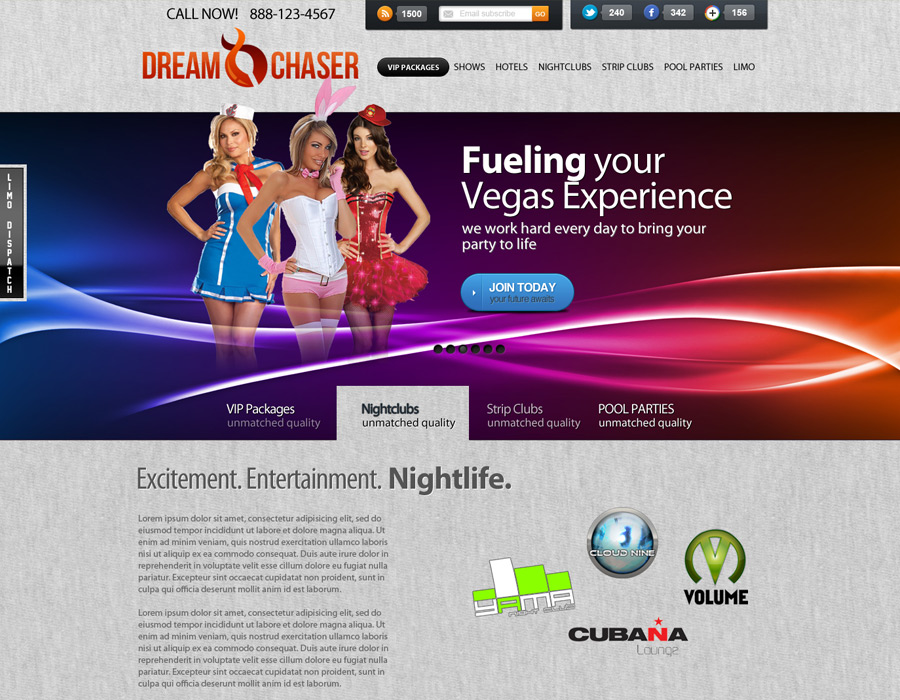 CALL NOW! 888-123-4567
1500
Email subscribe
GO
240
342
156
DREAM CHASER
VIP PACKAGES
SHOWS
HOTELS
NIGHTCLUBS
STRIP CLUBS
POOL PARTIES
LIMO
LIMO DISPATCH
Fueling your
Vegas Experience
we work hard every day to bring your
party to life
JOIN TODAY
your future awaits
VIP Packages
unmatched quality
Nightclubs
unmatched quality
Strip Clubs
unmatched quality
POOL PARTIES
unmatched quality
Excitement. Entertainment. Nightlife.
Lorem ipsum dolor sit amet, consectetur adipisicing elit, sed do
eiusmod tempor incididunt ut labore et dolore magna aliqua. Ut
enim ad minim veniam, quis nostrud exercitation ullamco laboris
nisi ut aliquip ex ea commodo consequat. Duis aute irure dolor in
reprehenderit in voluptate velit esse cillum dolore eu fugiat nulla
pariatur. Excepteur sint occaecat cupidatat non proident, sunt in
culpa qui officia deserunt mollit anim id est laborum.
Lorem ipsum dolor sit amet, consectetur adipisicing elit, sed do
eiusmod tempor incididunt ut labore et dolore magna aliqua. Ut
enim ad minim veniam, quis nostrud exercitation ullamco laboris
nisi ut aliquip ex ea commodo consequat. Duis aute irure dolor in
reprehenderit in voluptate velit esse cillum dolore eu fugiat nulla
pariatur. Excepteur sint occaecat cupidatat non proident, sunt in
culpa qui officia deserunt mollit anim id est laborum.
CLOUD NINE
VOLUME
YAMA
NIGHT CLUB
CUBANA
Lounge